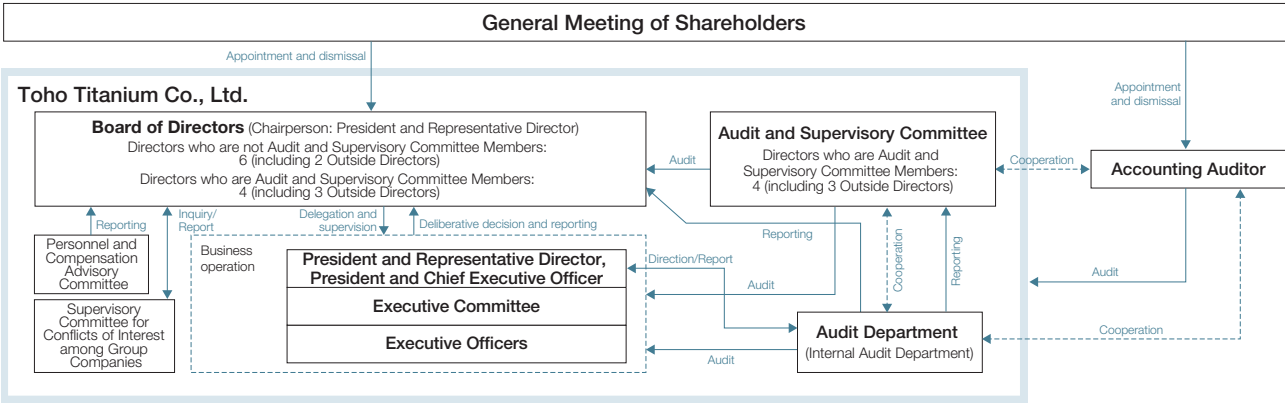 General Meeting of Shareholders
Appointment and dismissal
Appointment
and dismissal
Toho Titanium Co., Ltd.
Board of Directors (Chairperson: President and Representative Director)
Directors who are not Audit and Supervisory Committee Members:
6 (including 2 Outside Directors)
Directors who are Audit and Supervisory Committee Members:
4 (including 3 Outside Directors)
Audit
Audit and Supervisory Committee
Directors who are Audit and
Supervisory Committee Members:
4 (including 3 Outside Directors)
Cooperation
Accounting Auditor
Reporting
Inquiry/
Report
Delegation and
supervision
Deliberative decision and reporting
Reporting
Cooperation
Reporting
Personnel and
Compensation
Advisory
Committee
Supervisory
Committee for
Conflicts of Interest
among Group
Companies
Business
operation
President and Representative Director,
President and Chief Executive Officer
Executive Committee
Executive Officers
Direction/Report
Audit
Audit
Audit Department
(Internal Audit Department)
Audit
Cooperation